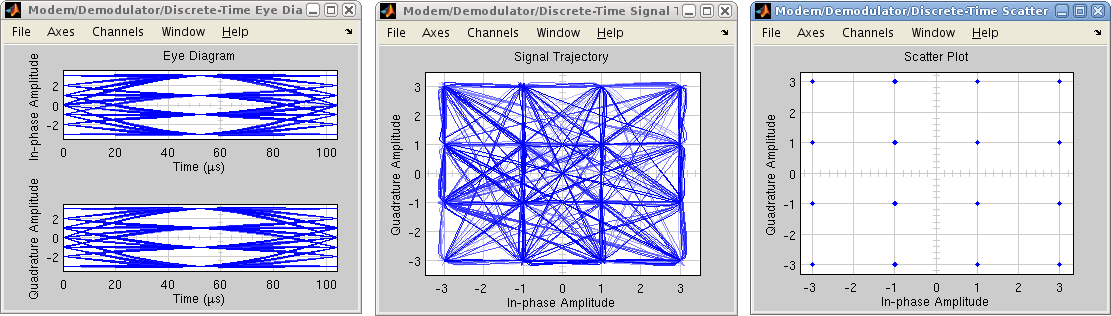 Modem/Demodulator/Discrete-Time Eye Dia
File Axes Channels Window Help
Eye Diagram
In-phase Amplitude
2
0
-2
0 20 40 60 80 100
Time (μs)
Quadrature Amplitude
2
0
-2
0 20 40 60 80 100
Time (μs)
Modem/Demodulator/Discrete-Time Signal T
File Axes Channels Window Help
Signal Trajectory
Quadrature Amplitude
3
2
1
0
-1
-2
-3
-3 -2 -1 0 1 2 3
In-phase Amplitude
Modem/Demodulator/Discrete-Time Scatter
File Axes Channels Window Help
Scatter Plot
Quadrature Amplitude
3
2
1
0
-1
-2
-3
-3 -2 -1 0 1 2 3
In-phase Amplitude